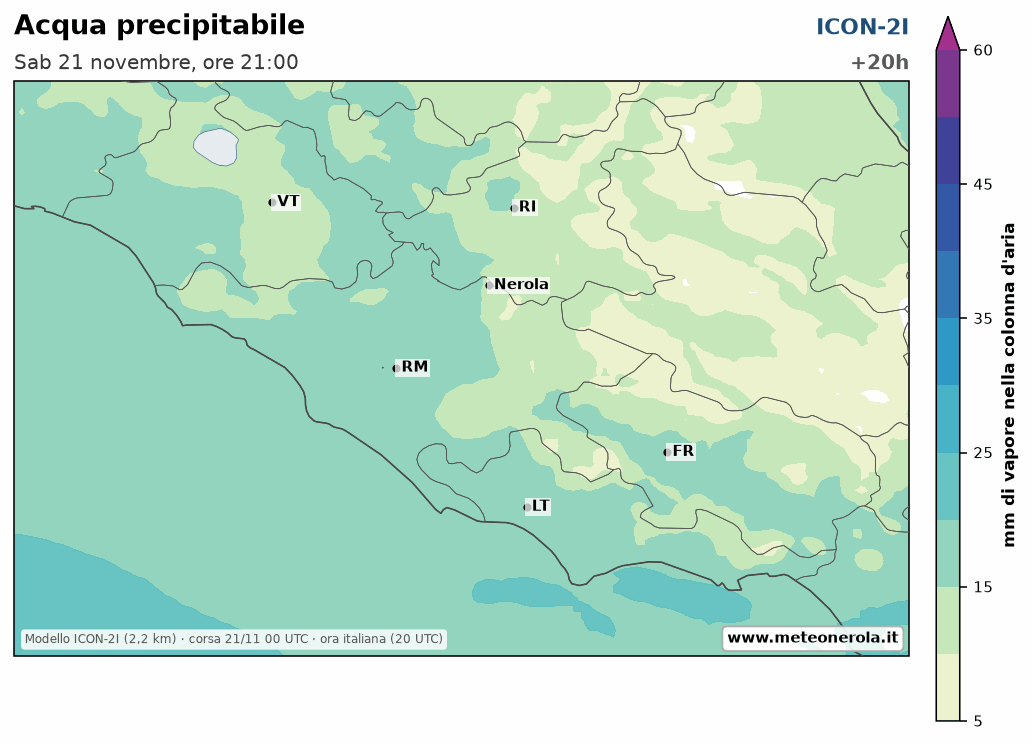 Acqua precipitabile
ICON-2I
Sab 21 novembre, ore 21:00
+20h
60
45
35
25
15
5
mm di vapore nella colonna d'aria
VT
RI
Nerola
RM
FR
LT
Modello ICON-2I (2,2 km) · corsa 21/11 00 UTC · ora italiana (20 UTC)
www.meteonerola.it